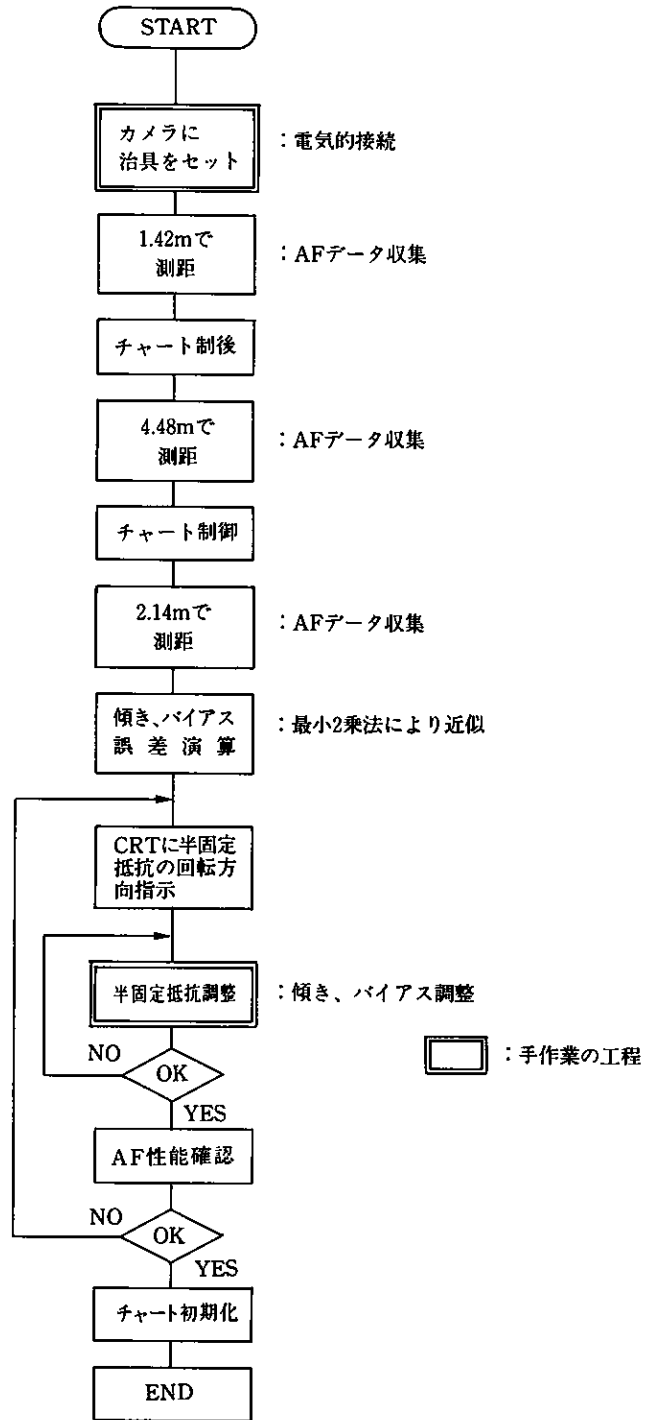 START
カメラに
治具をセット
：電気的接続
1.42mで
測距
：AFデータ収集
チャート制後
4.48mで
測距
：AFデータ収集
チャート制御
2.14mで
測距
：AFデータ収集
傾き、バイアス
誤差演算
：最小2乗法により近似
CRTに半固定
抵抗の回転方
向指示
半固定抵抗調整
：傾き、バイアス調整
：手作業の工程
NO
OK
YES
AF性能確認
NO
OK
YES
チャート初期化
END